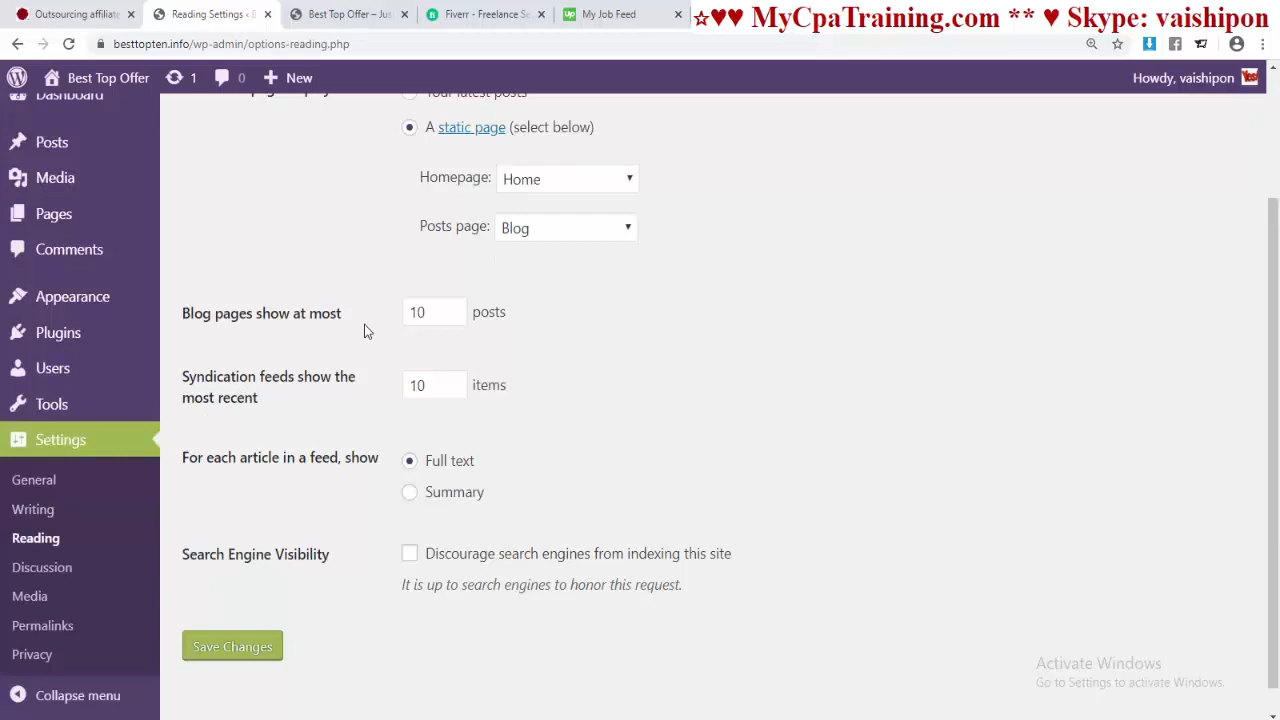 Outsourcing affiliate
Reading Settings ‹ B
Best Top Offer – Jus
Fiverr - Freelance Se
My Job Feed
☆♥♥ MyCpaTraining.com ** ♥ Skype: vaishipon
besttopten.info/wp-admin/options-reading.php
Best Top Offer
1
0
New
Howdy, vaishipon
Dashboard
Posts
Media
Pages
Comments
Appearance
Plugins
Users
Tools
Settings
General
Writing
Reading
Discussion
Media
Permalinks
Privacy
Collapse menu
Your latest posts
A static page (select below)
Homepage: Home
Posts page: Blog
Blog pages show at most 10 posts
Syndication feeds show the
most recent
10 items
For each article in a feed, show
Full text
Summary
Search Engine Visibility
Discourage search engines from indexing this site
It is up to search engines to honor this request.
Save Changes
Activate Windows
Go to Settings to activate Windows.